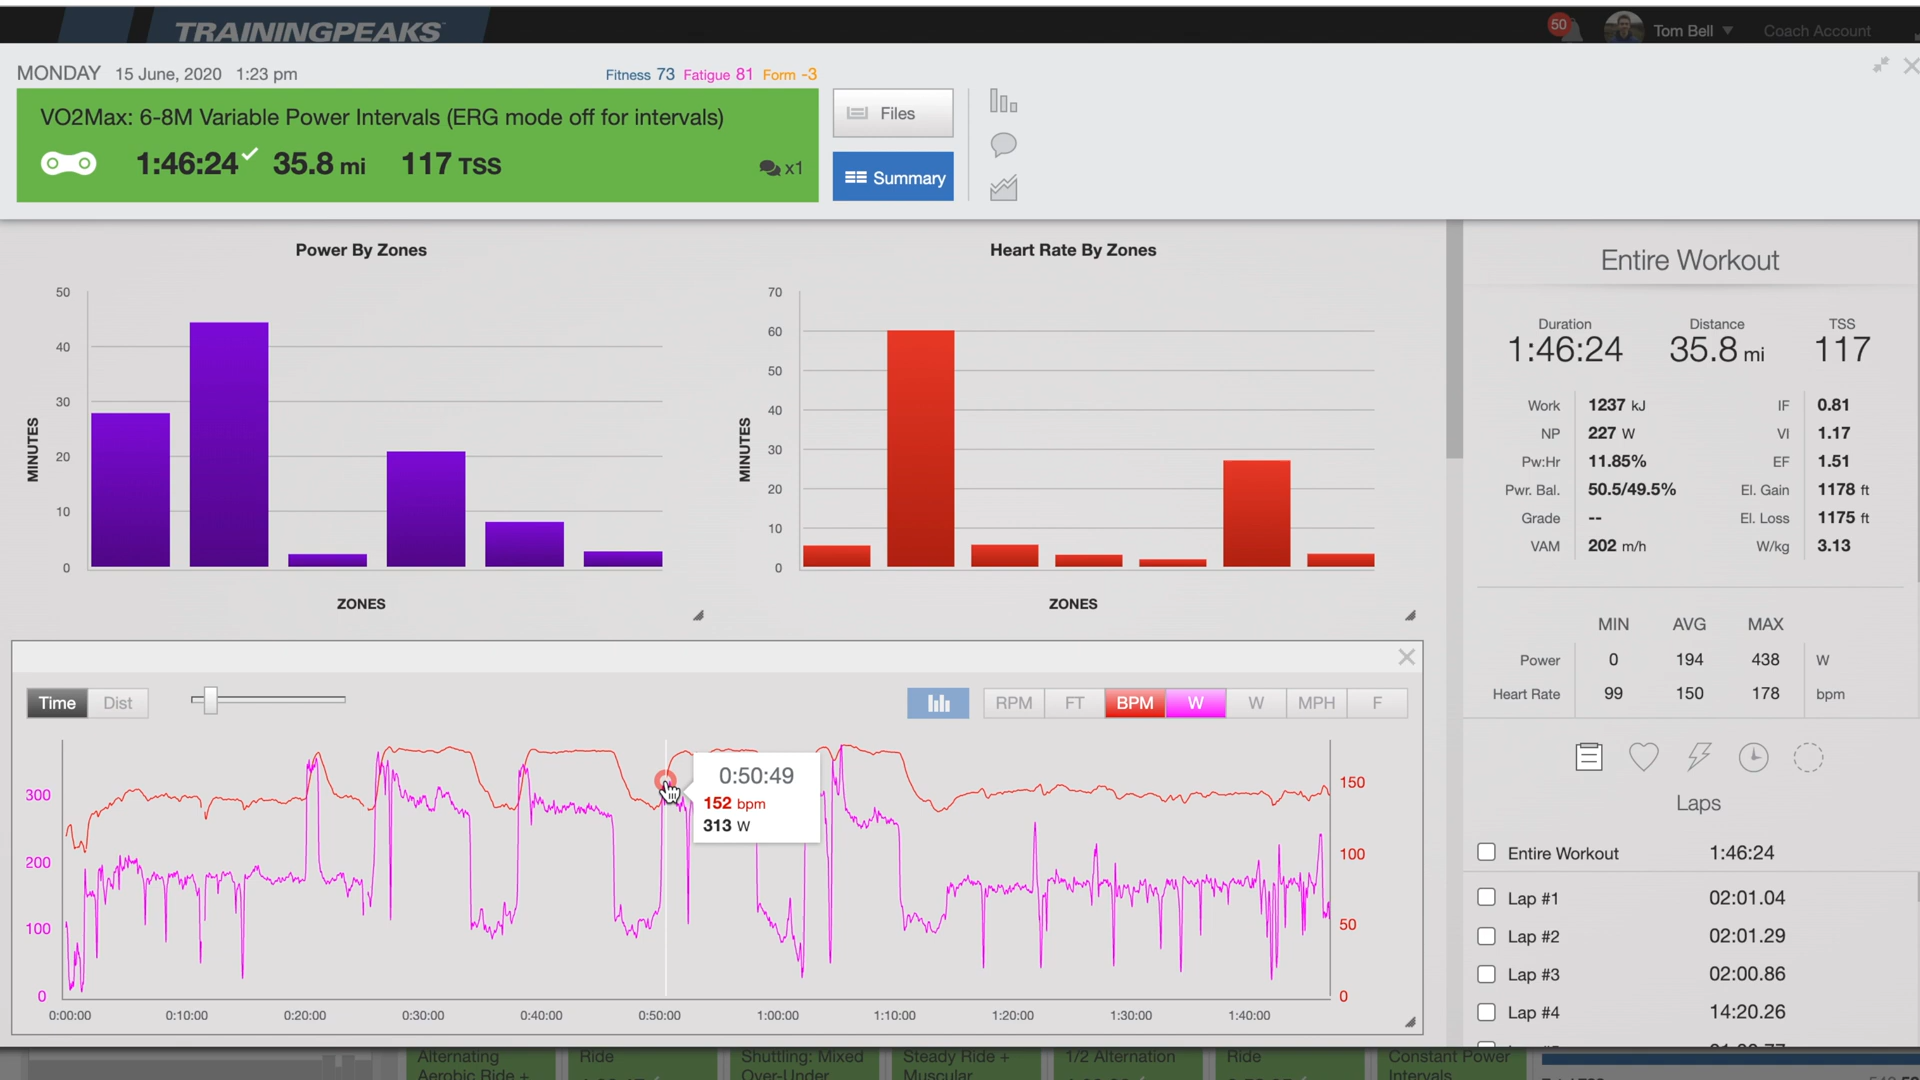 TRAININGPEAKS
50
Tom Bell
Coach Account
MONDAY 15 June, 2020 1:23 pm
Fitness 73 Fatigue 81 Form -3
VO2Max: 6-8M Variable Power Intervals (ERG mode off for intervals)
1:46:24 35.8 mi 117 TSS
x1
Files
Summary
Power By Zones
50
40
30
20
10
0
MINUTES
ZONES
Heart Rate By Zones
70
60
50
40
30
20
10
0
MINUTES
ZONES
Time Dist
RPM FT BPM W W MPH F
300
200
100
0
150
100
50
0
0:50:49
152 bpm
313 W
0:00:00 0:10:00 0:20:00 0:30:00 0:40:00 0:50:00 1:00:00 1:10:00 1:20:00 1:30:00 1:40:00
Entire Workout
Duration Distance TSS
1:46:24 35.8 mi 117
Work 1237 kJ IF 0.81
NP 227 W VI 1.17
Pw:Hr 11.85% EF 1.51
Pwr. Bal. 50.5/49.5% El. Gain 1178 ft
Grade -- El. Loss 1175 ft
VAM 202 m/h W/kg 3.13
MIN AVG MAX
Power 0 194 438 W
Heart Rate 99 150 178 bpm
Laps
Entire Workout 1:46:24
Lap #1 02:01.04
Lap #2 02:01.29
Lap #3 02:00.86
Lap #4 14:20.26
Alternating
Aerobic Ride +
Ride
Shuttling: Mixed
Over-Under
Steady Ride +
Muscular
1/2 Alternation
Ride
Constant Power
Intervals